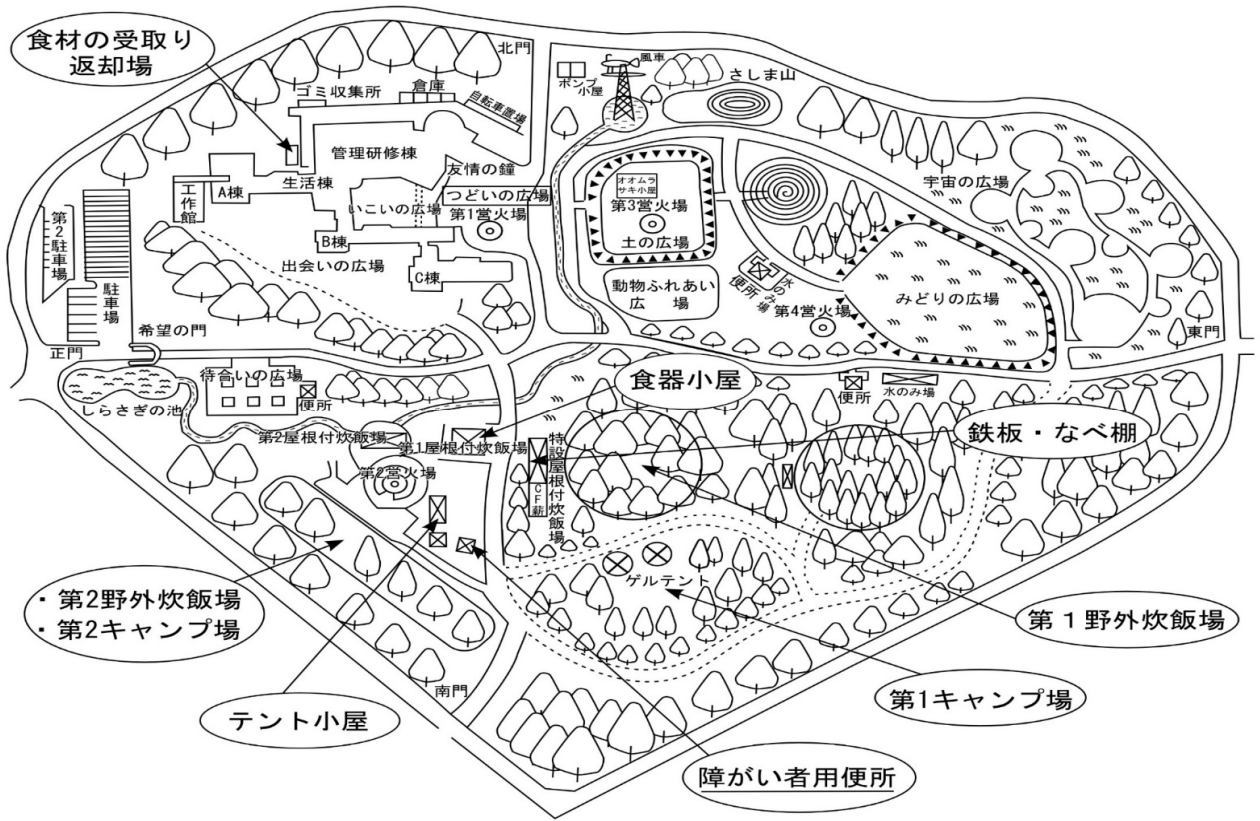 食材の受取り
返却場
北門
ゴミ収集所
倉庫
自転車置場
管理研修棟
友情の鐘
つどいの広場
第1営火場
いこいの広場
生活棟
A棟
工作館
B棟
出会いの広場
C棟
第2駐車場
駐車場
希望の門
正門
ポンプ
小屋
風車
さしま山
オオムラ
サキ小屋
第3営火場
土の広場
動物ふれあい
広場
宇宙の広場
水のみ場
便所
第4営火場
みどりの広場
東門
待合いの広場
便所
しらさぎの池
第2屋根付炊飯場
第1屋根付炊飯場
第2営火場
食器小屋
便所
水のみ場
鉄板・なべ棚
特設屋根付炊飯場
CF薪
ゲルテント
・第2野外炊飯場
・第2キャンプ場
第1野外炊飯場
第1キャンプ場
テント小屋
南門
障がい者用便所